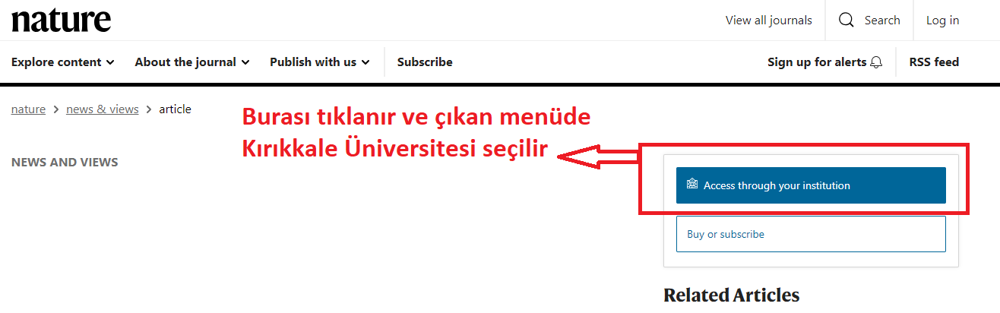 nature
View all journals
Search
Log in
Explore content
About the journal
Publish with us
Subscribe
Sign up for alerts
RSS feed
nature > news & views > article
Burası tıklanır ve çıkan menüde
Kırıkkale Üniversitesi seçilir
NEWS AND VIEWS
Access through your institution
Buy or subscribe
Related Articles